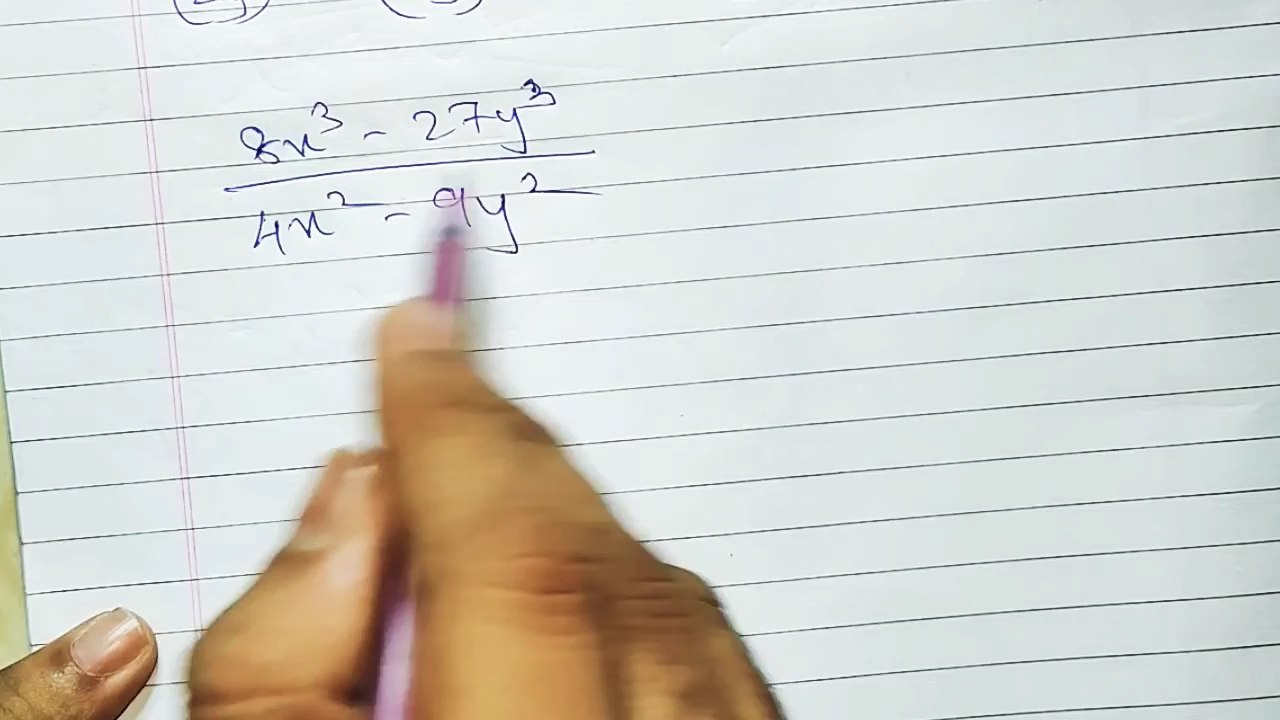 8x³ - 27y³
4x² - 9y²